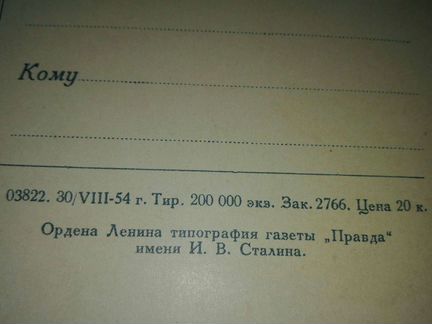 Кому
03822. 30/VIII-54 г. Тир. 200 000 экз. Зак. 2766. Цена 20 к.
Ордена Ленина типография газеты „Правда“
имени И. В. Сталина.